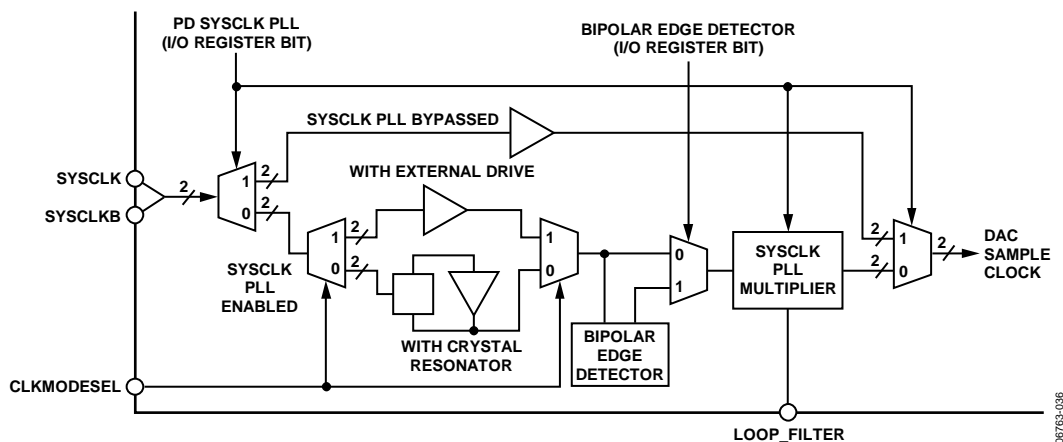 PD SYSCLK PLL
(I/O REGISTER BIT)
BIPOLAR EDGE DETECTOR
(I/O REGISTER BIT)
SYSCLK PLL BYPASSED
WITH EXTERNAL DRIVE
SYSCLK
SYSCLKB
2
1
0
2
2
SYSCLK
PLL
ENABLED
1
0
2
2
WITH CRYSTAL
RESONATOR
1
0
0
1
BIPOLAR
EDGE
DETECTOR
SYSCLK
PLL
MULTIPLIER
2
2
1
0
2
DAC
SAMPLE
CLOCK
CLKMODESEL
LOOP_FILTER
06763-036